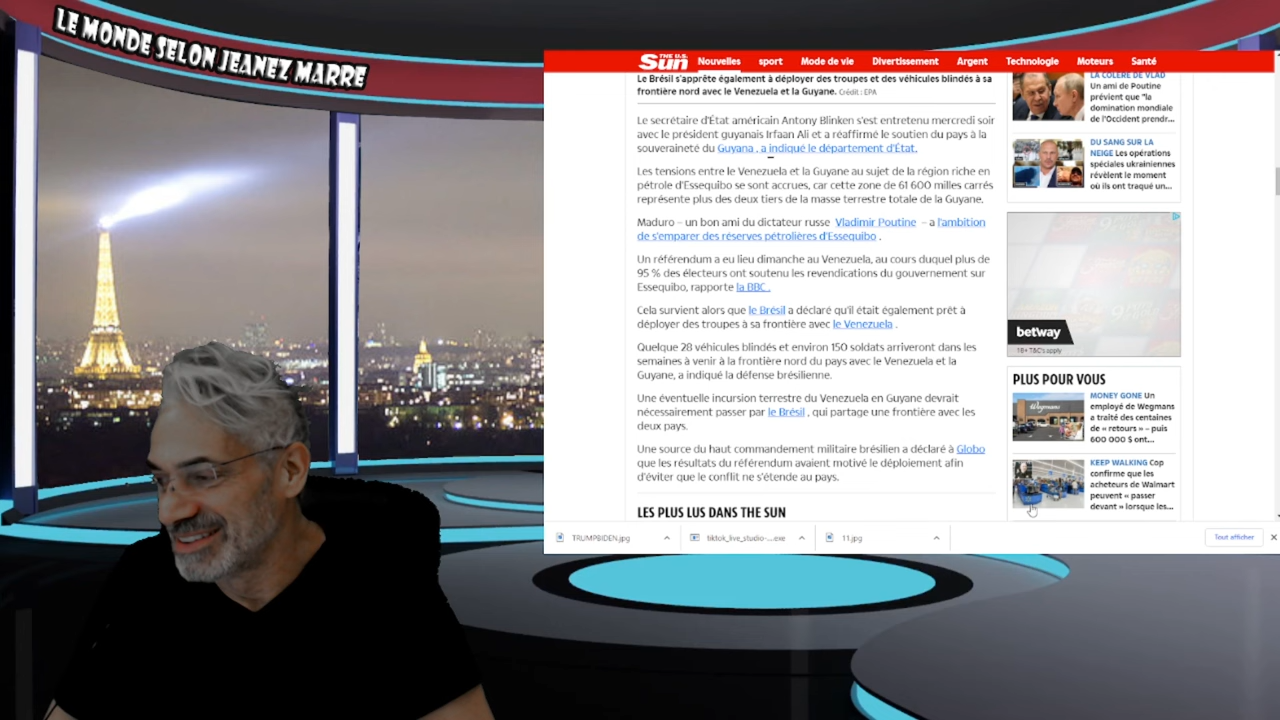 LE MONDE SELON JEANEZ MARRE
THE U.S. Sun Nouvelles sport Mode de vie Divertissement Argent Technologie Moteurs Santé
Le Brésil s'apprête également à déployer des troupes et des véhicules blindés à sa
frontière nord avec le Venezuela et la Guyane. Crédit : EPA
Le secrétaire d'État américain Antony Blinken s'est entretenu mercredi soir
avec le président guyanais Irfaan Ali et a réaffirmé le soutien du pays à la
souveraineté du Guyana , a indiqué le département d'État.
Les tensions entre le Venezuela et la Guyane au sujet de la région riche en
pétrole d'Essequibo se sont accrues, car cette zone de 61 600 milles carrés
représente plus des deux tiers de la masse terrestre totale de la Guyane.
Maduro – un bon ami du dictateur russe Vladimir Poutine – a l'ambition
de s'emparer des réserves pétrolières d'Essequibo .
Un référendum a eu lieu dimanche au Venezuela, au cours duquel plus de
95 % des électeurs ont soutenu les revendications du gouvernement sur
Essequibo, rapporte la BBC .
Cela survient alors que le Brésil a déclaré qu'il était également prêt à
déployer des troupes à sa frontière avec le Venezuela .
Quelque 28 véhicules blindés et environ 150 soldats arriveront dans les
semaines à venir à la frontière nord du pays avec le Venezuela et la
Guyane, a indiqué la défense brésilienne.
Une éventuelle incursion terrestre du Venezuela en Guyane devrait
nécessairement passer par le Brésil , qui partage une frontière avec les
deux pays.
Une source du haut commandement militaire brésilien a déclaré à Globo
que les résultats du référendum avaient motivé le déploiement afin
d'éviter que le conflit ne s'étende au pays.
LES PLUS LUS DANS THE SUN
LA COLÈRE DE VLAD
Un ami de Poutine
prévient que "la
domination mondiale
de l'Occident prendr...
DU SANG SUR LA
NEIGE Les opérations
spéciales ukrainiennes
révèlent le moment
où ils ont traqué un...
betway
18+ T&C's apply
PLUS POUR VOUS
MONEY GONE Un
employé de Wegmans
a traité des centaines
de « retours » – puis
600 000 $ ont...
Wegmans
KEEP WALKING Cop
confirme que les
acheteurs de Walmart
peuvent « passer
devant » lorsque les...
TRUMPBIDEN.jpg
tiktok_live_studio-....exe
11.jpg
Tout afficher